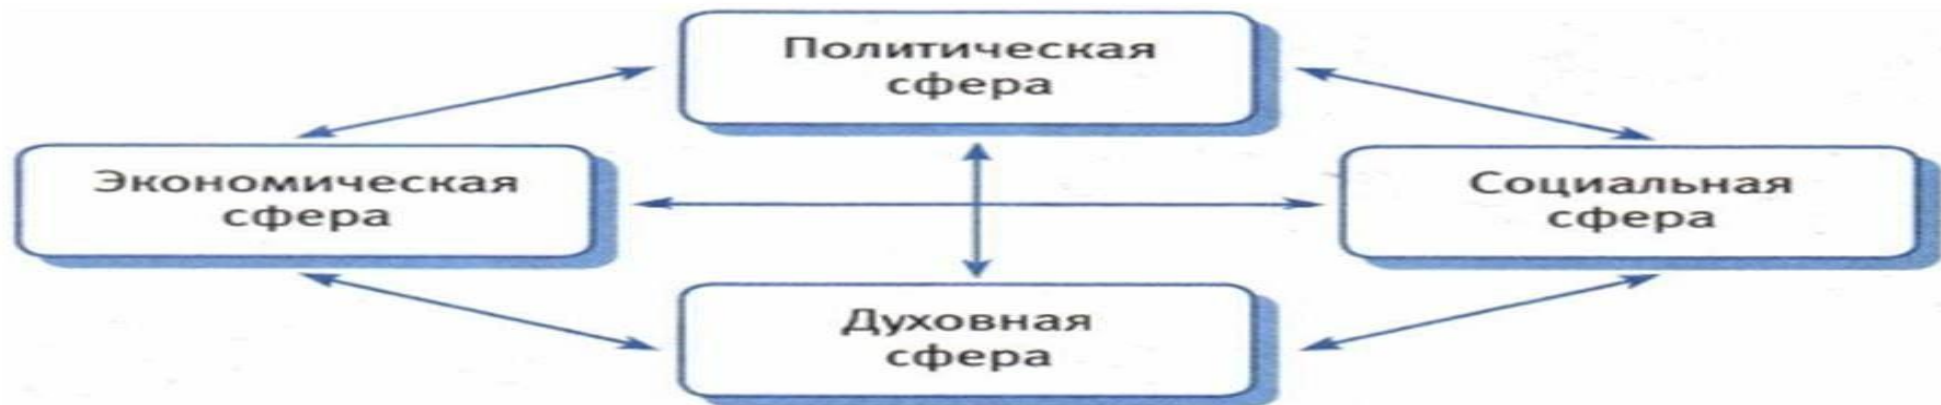 Политическая
сфера
Экономическая
сфера
Социальная
сфера
Духовная
сфера